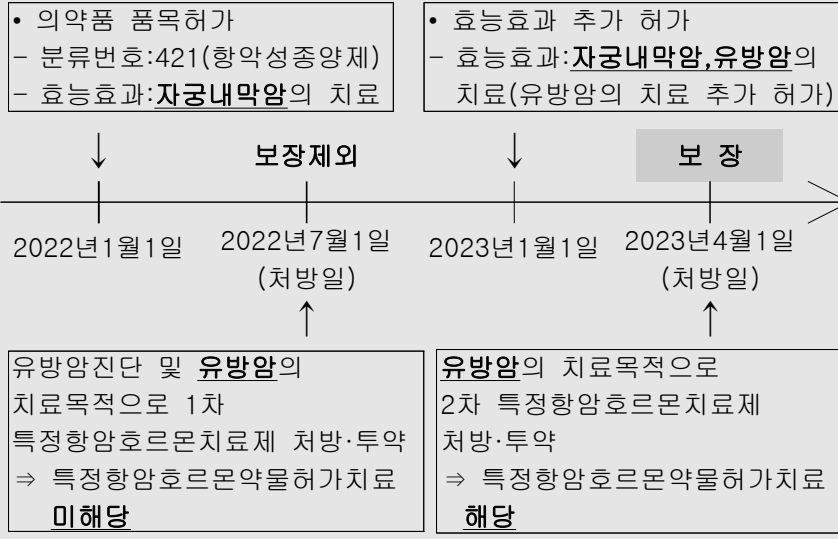 • 의약품 품목허가
- 분류번호:421(항악성종양제)
- 효능효과:자궁내막암의 치료
• 효능효과 추가 허가
- 효능효과:자궁내막암,유방암의
치료(유방암의 치료 추가 허가)
↓ 보장제외 ↓ 보 장
2022년1월1일
2022년7월1일
(처방일)
2023년1월1일
2023년4월1일
(처방일)
↑ ↑
유방암진단 및 유방암의
치료목적으로 1차
특정항암호르몬치료제 처방·투약
⇒ 특정항암호르몬약물허가치료
미해당
유방암의 치료목적으로
2차 특정항암호르몬치료제
처방·투약
⇒ 특정항암호르몬약물허가치료
해당